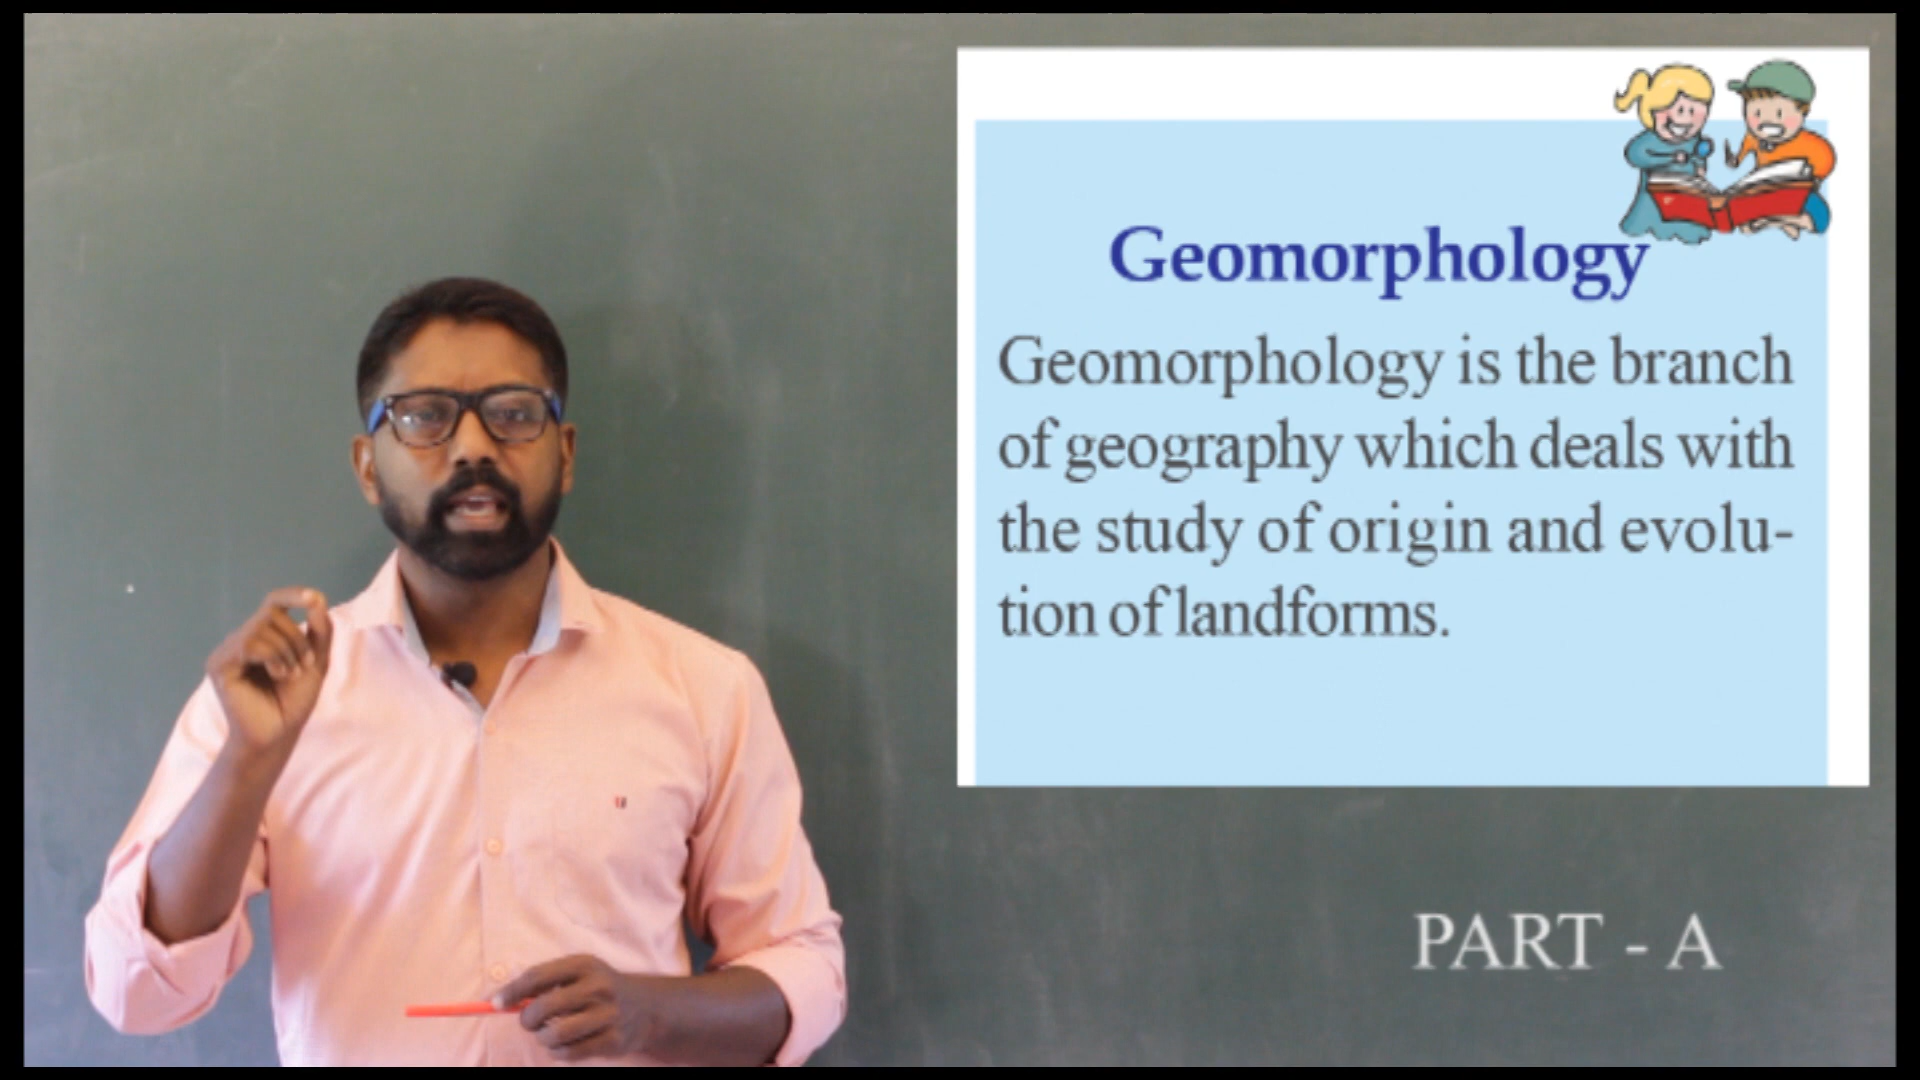 Geomorphology
Geomorphology is the branch
of geography which deals with
the study of origin and evolu-
tion of landforms.
PART - A